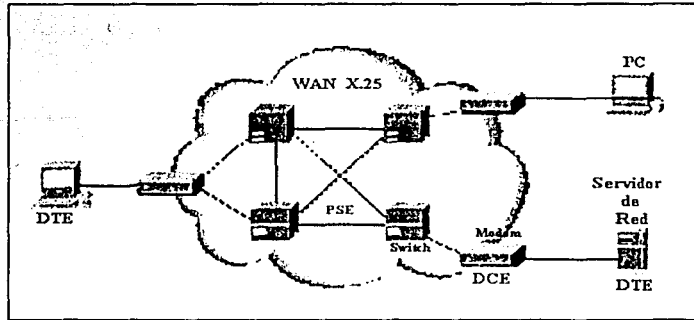 WAN X.25
PC
DTE
PSE
Servidor
de
Red
Switch
Modem
DCE
DTE